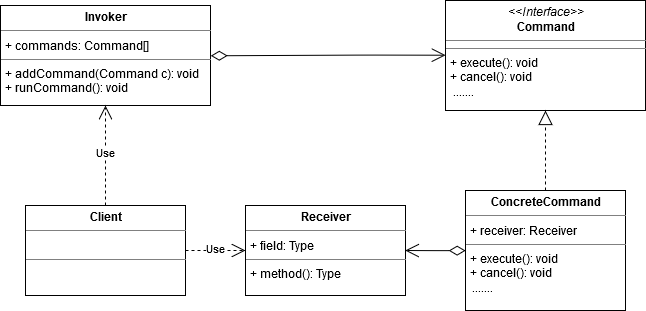 Invoker
+ commands: Command[]
+ addCommand(Command c): void
+ runCommand(): void
<<Interface>>
Command
+ execute(): void
+ cancel(): void
.......
Use
Client
Use
Receiver
+ field: Type
+ method(): Type
ConcreteCommand
+ receiver: Receiver
+ execute(): void
+ cancel(): void
.......